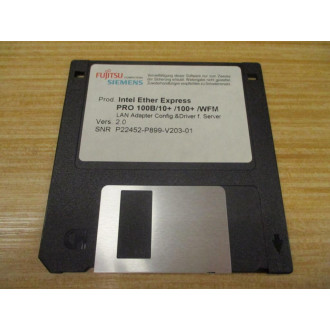 FUJITSU COMPUTERS
SIEMENS
Prod. Intel Ether Express
PRO 100B/10+ /100+ /WFM
LAN Adapter Config.&Driver f. Server
Vers. 2.0
SNR P22452-P899-V203-01